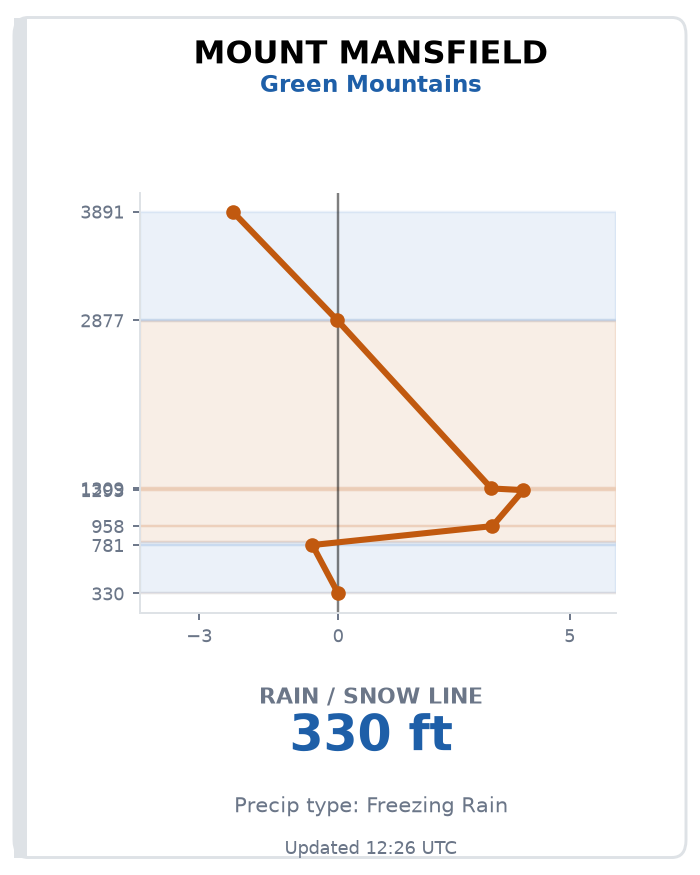 MOUNT MANSFIELD
Green Mountains
3891
2877
958
781
330
−3 0 5
RAIN / SNOW LINE
330 ft
Precip type: Freezing Rain
Updated 12:26 UTC